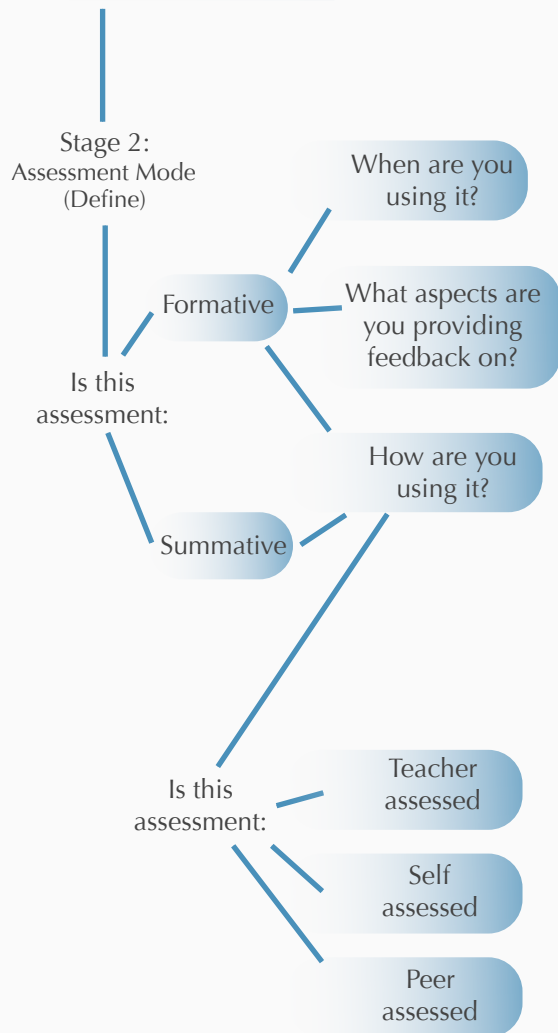 Stage 2:
Assessment Mode
(Define)
When are you
using it?
Formative
What aspects are
you providing
feedback on?
Is this
assessment:
How are you
using it?
Summative
Is this
assessment:
Teacher
assessed
Self
assessed
Peer
assessed